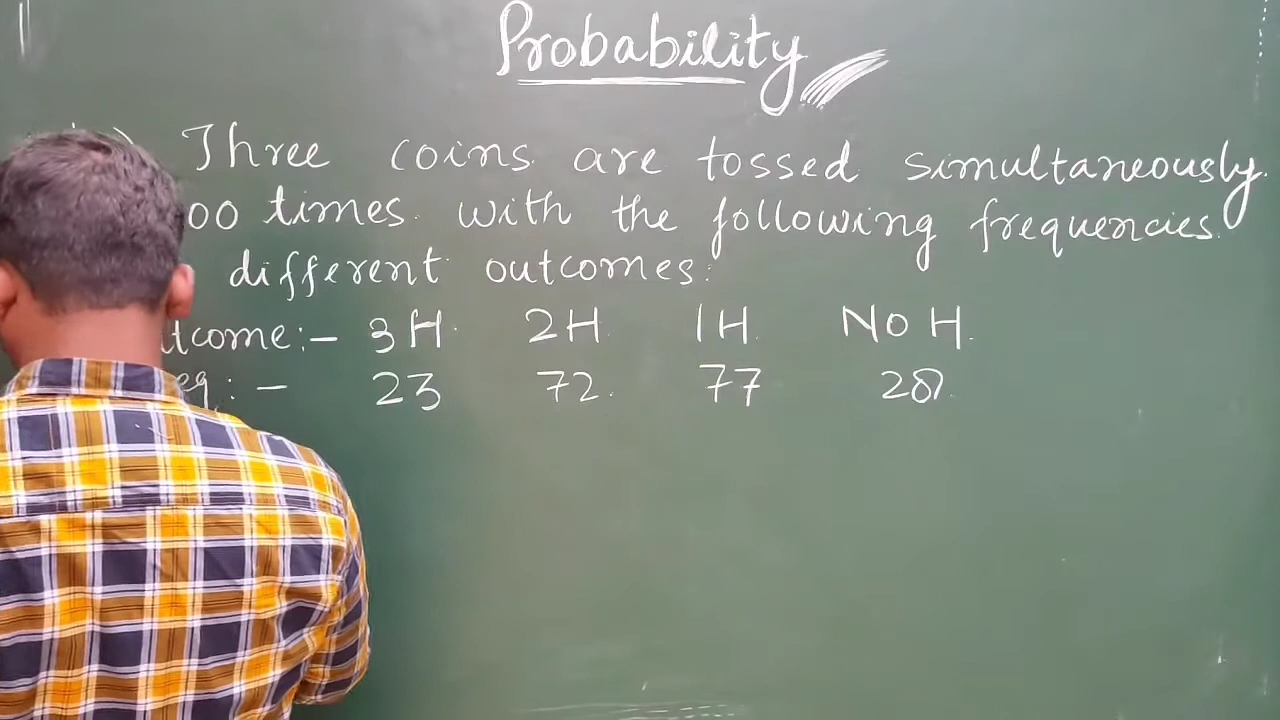 Probability
Three coins are tossed simultaneously.
00 times. with the following frequencies.
different outcomes:
tcome:- 3H. 2H. 1H. No H.
eq: - 23 72. 77 28.